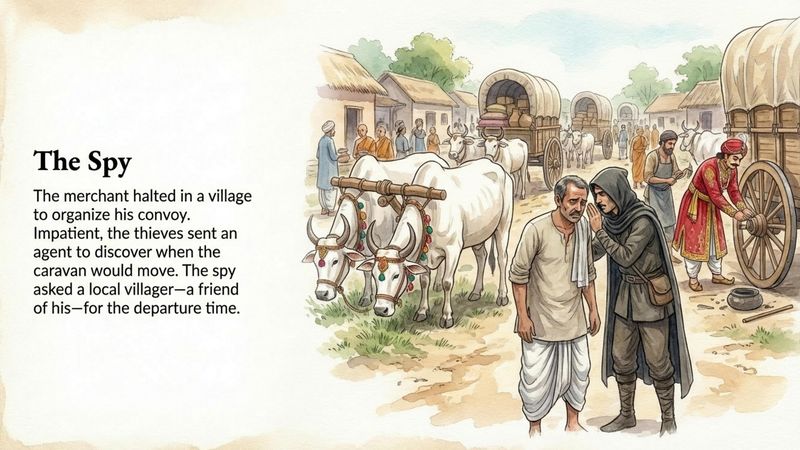 The Spy
The merchant halted in a village
to organize his convoy.
Impatient, the thieves sent an
agent to discover when the
caravan would move. The spy
asked a local villager—a friend
of his—for the departure time.